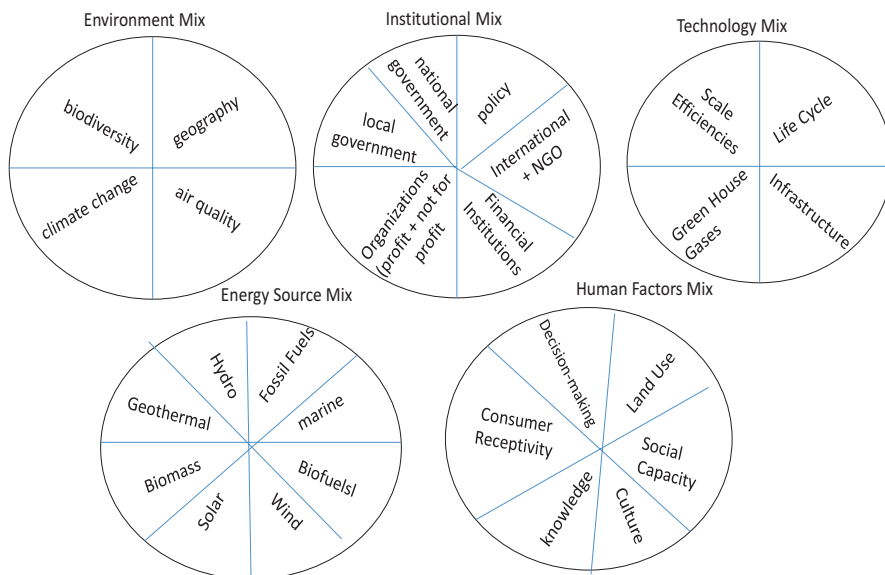 Environment Mix
biodiversity
geography
climate change
air quality
Institutional Mix
national
government
policy
local
government
International
+ NGO
Organizations
(profit + not for
profit
Financial
Institutions
Technology Mix
Scale
Efficiencies
Life Cycle
Green House
Gases
Infrastructure
Energy Source Mix
Hydro
Fossil Fuels
Geothermal
marine
Biomass
Biofuelsl
Solar
Wind
Human Factors Mix
Decision-making
Land Use
Consumer
Receptivity
Social
Capacity
knowledge
Culture